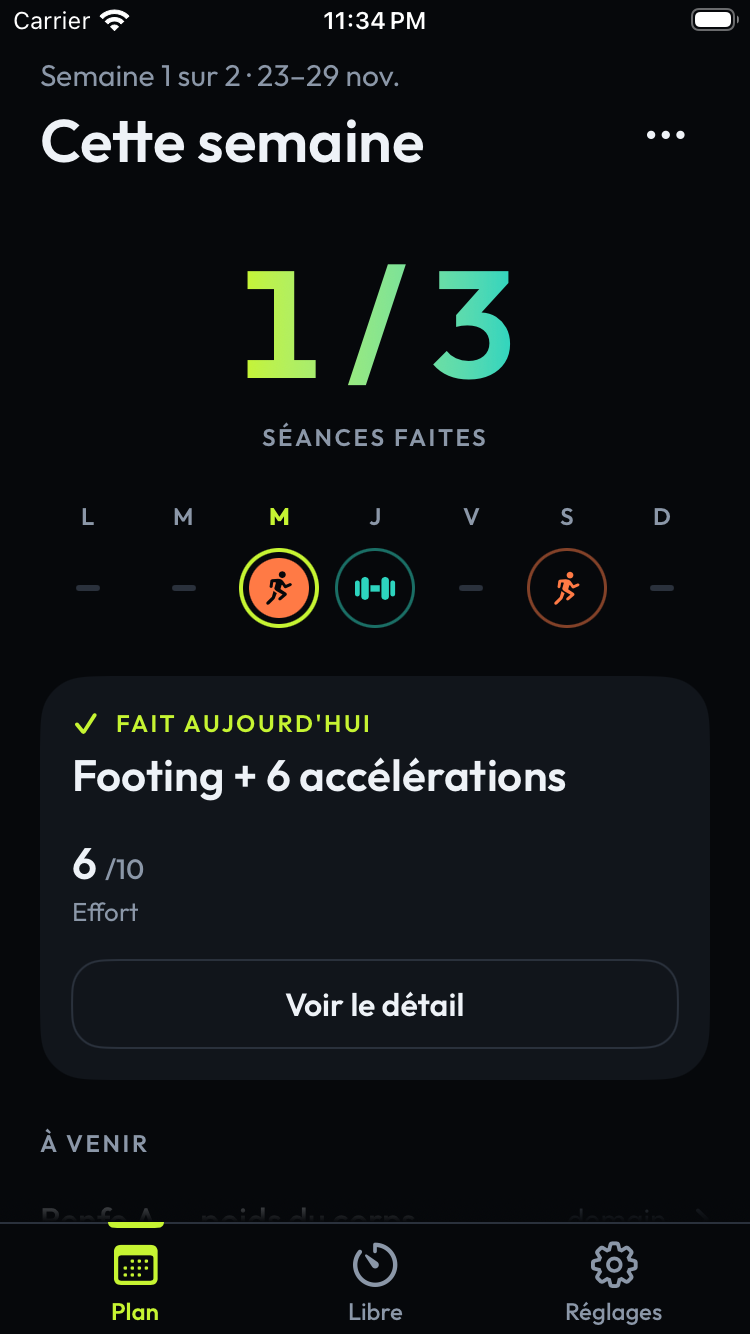 Carrier 11:34 PM
Semaine 1 sur 2 · 23–29 nov.
Cette semaine
1/3
SÉANCES FAITES
L M M J V S D
FAIT AUJOURD'HUI
Footing + 6 accélérations
6 /10
Effort
Voir le détail
À VENIR
Plan Libre Réglages